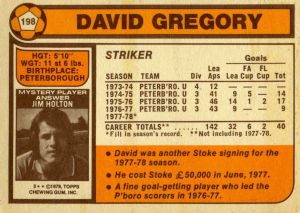 198
DAVID GREGORY
HGT: 5'10"
WGT: 11 st 6 lbs.
BIRTHPLACE:
PETERBOROUGH
MYSTERY PLAYER
ANSWER
JIM HOLTON
STRIKER
Goals
Lea FA FL
SEASON TEAM Div Aps Lea Cup Cup Tot
1973-74 PETERB'RO. U 4 12 — — — —
1974-75 PETERB'RO. U 3 41 9 5 — 14
1975-76 PETERB'RO. U 3 46 14 1 2 17
1976-77 PETERB'RO. U 3 43 9 — — 9
1977-78*
CAREER TOTALS** 142 32 6 2 40
*Fill in season's record. **Not including 1977-78.
● David was another Stoke signing for the
1977-78 season.
● He cost Stoke £50,000 in June, 1977.
● A fine goal-getting player who led the
P'boro scorers in 1976-77.
©1978, TOPPS
CHEWING GUM, INC.